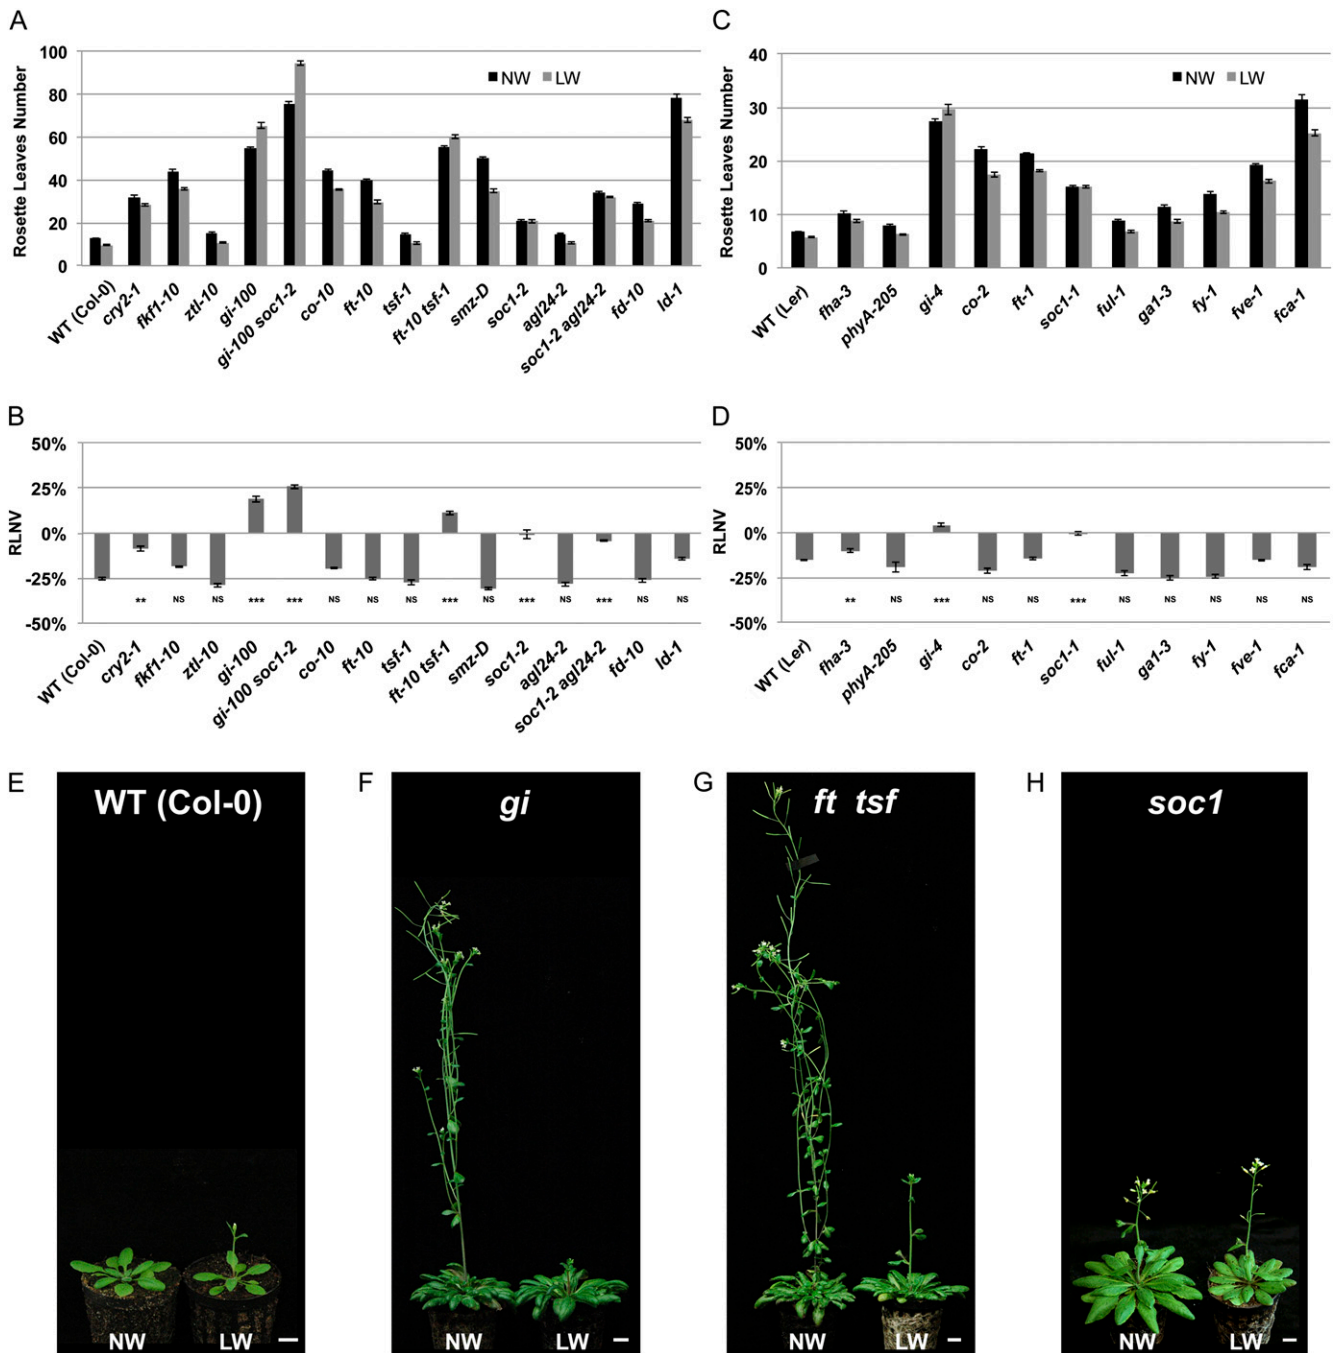 A
Rosette Leaves Number
100
80
60
40
20
0
NW LW
WT (Col-0)
cry2-1
fkf1-10
ztl-10
gi-100
gi-100 soc1-2
co-10
ft-10
tsf-1
ft-10 tsf-1
smz-D
soc1-2
agl24-2
soc1-2 agl24-2
fd-10
ld-1
C
Rosette Leaves Number
40
30
20
10
0
NW LW
WT (Ler)
fha-3
phyA-205
gi-4
co-2
ft-1
soc1-1
ful-1
ga1-3
fy-1
fve-1
fca-1
B
RLNV
50%
25%
0%
-25%
-50%
** NS NS *** *** NS NS NS *** NS *** NS *** NS NS
WT (Col-0)
cry2-1
fkf1-10
ztl-10
gi-100
gi-100 soc1-2
co-10
ft-10
tsf-1
ft-10 tsf-1
smz-D
soc1-2
agl24-2
soc1-2 agl24-2
fd-10
ld-1
D
RLNV
50%
25%
0%
-25%
-50%
** NS *** NS NS *** NS NS NS NS NS
WT (Ler)
fha-3
phyA-205
gi-4
co-2
ft-1
soc1-1
ful-1
ga1-3
fy-1
fve-1
fca-1
E
WT (Col-0)
NW LW
F
gi
NW LW
G
ft tsf
NW LW
H
soc1
NW LW